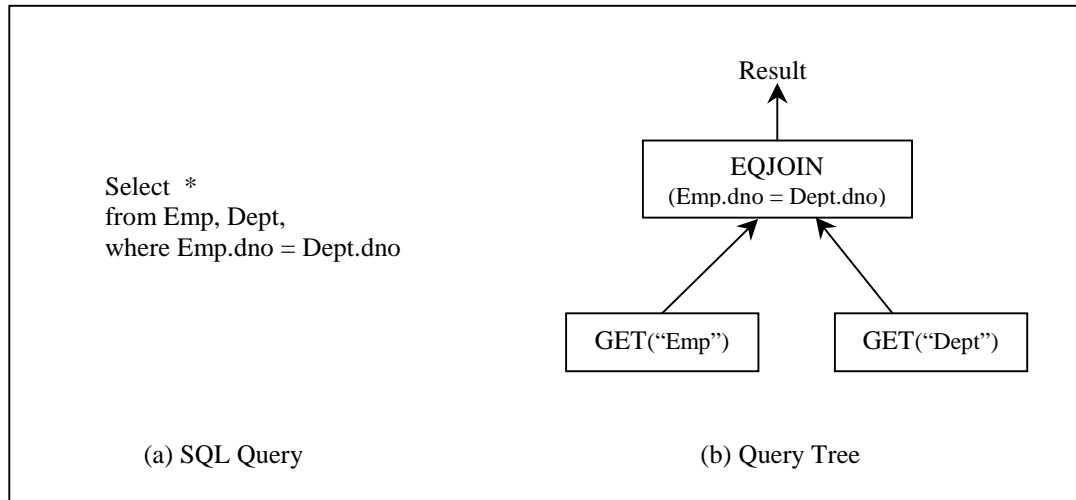 Select  *
from Emp, Dept,
where Emp.dno = Dept.dno
(a) SQL Query
Result
EQJOIN
(Emp.dno = Dept.dno)
GET(“Emp”)
GET(“Dept”)
(b) Query Tree